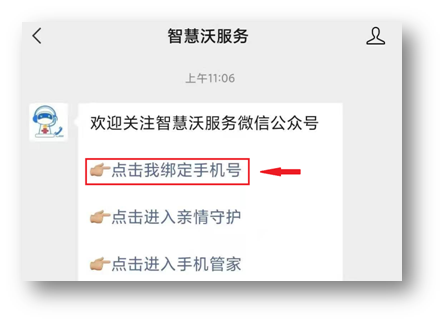 智慧沃服务
上午11:06
欢迎关注智慧沃服务微信公众号
👉点击我绑定手机号
👉点击进入亲情守护
👉点击进入手机管家